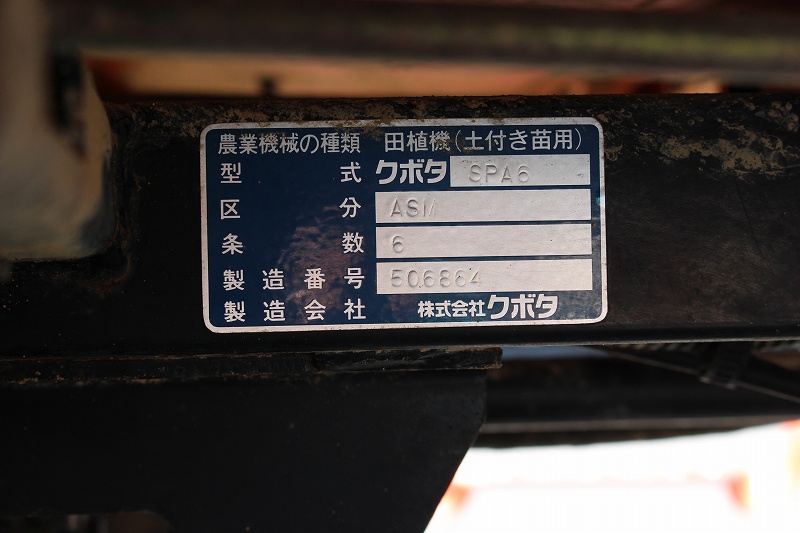 農業機械の種類 田植機(土付き苗用)
型式 クボタ SPA6
区分 ASM
条数 6
製造番号 506864
製造会社 株式会社クボタ